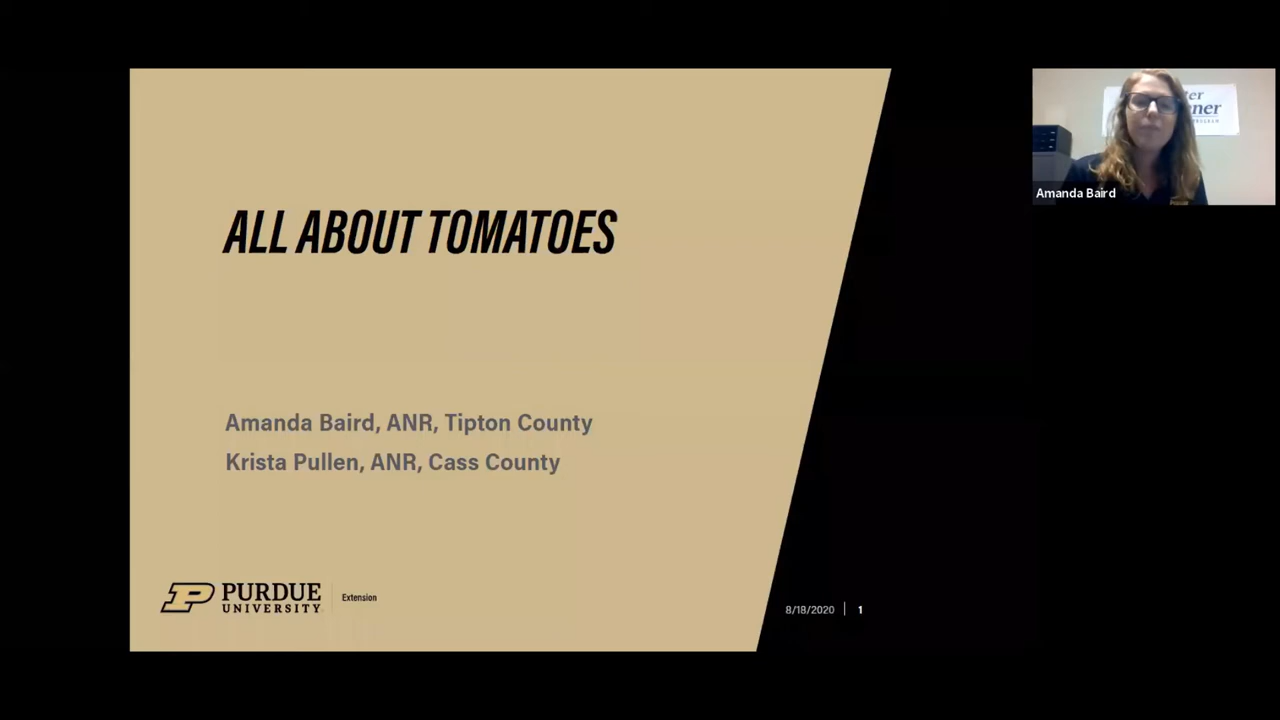 ALL ABOUT TOMATOES
Amanda Baird, ANR, Tipton County
Krista Pullen, ANR, Cass County
PURDUE
UNIVERSITY
Extension
8/18/2020
1
Amanda Baird